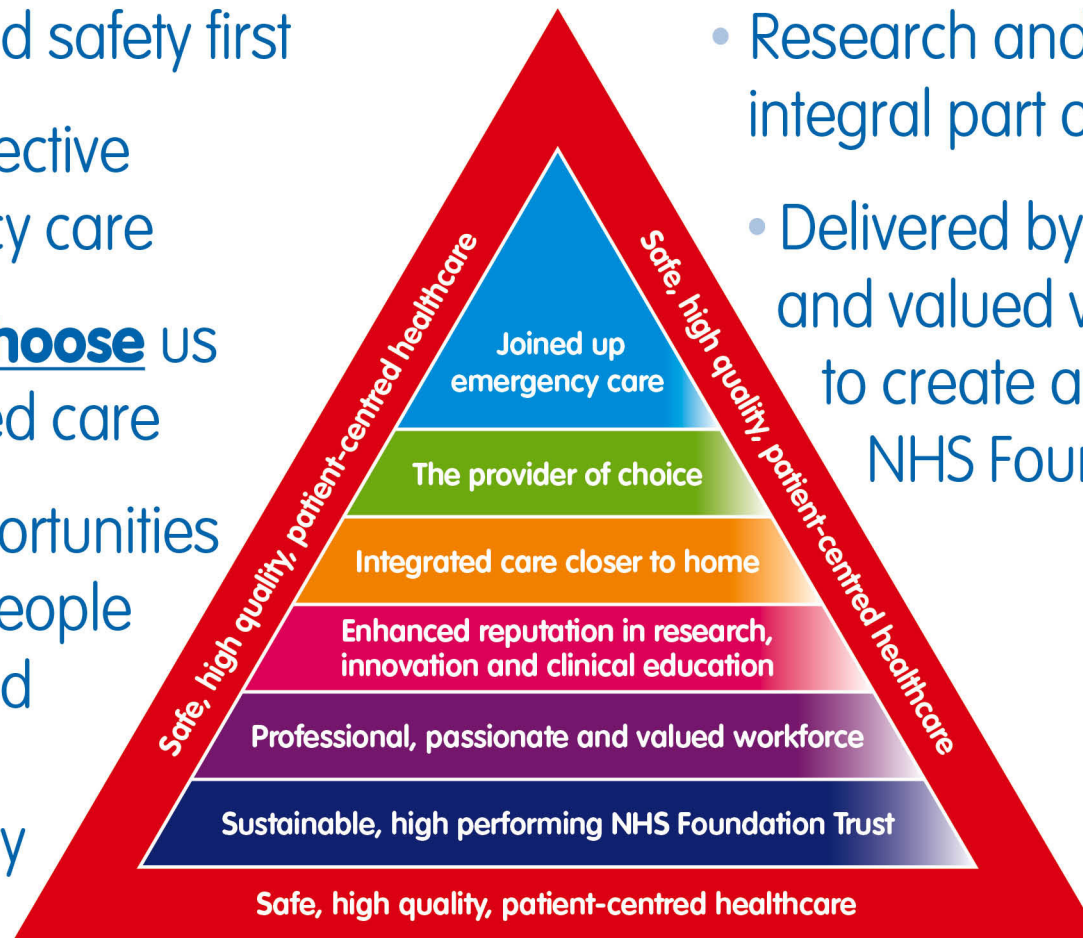 d safety first
ective
cy care
hoose us
ed care
ortunities
eople
d
y
• Research and
integral part o
• Delivered by
and valued w
to create a
NHS Foun
Safe, high quality, patient-centred healthcare
Safe, high quality, patient-centred healthcare
Joined up
emergency care
The provider of choice
Integrated care closer to home
Enhanced reputation in research,
innovation and clinical education
Professional, passionate and valued workforce
Sustainable, high performing NHS Foundation Trust
Safe, high quality, patient-centred healthcare